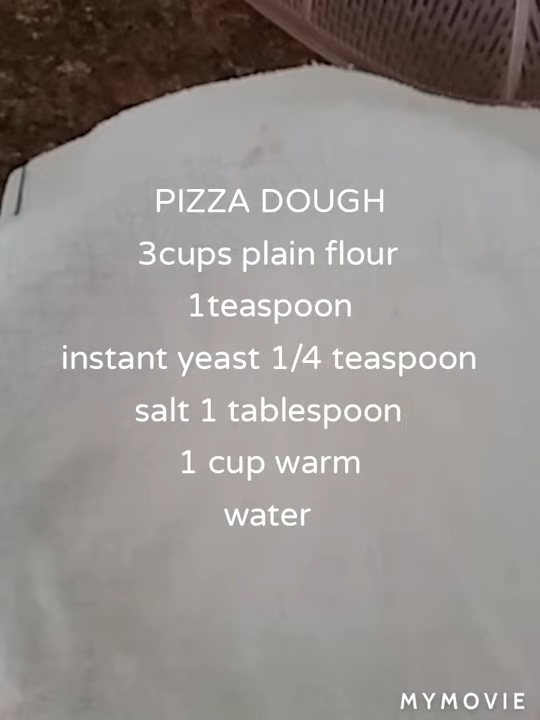 PIZZA DOUGH
3cups plain flour
1teaspoon
instant yeast 1/4 teaspoon
salt 1 tablespoon
1 cup warm
water
MYMOVIE